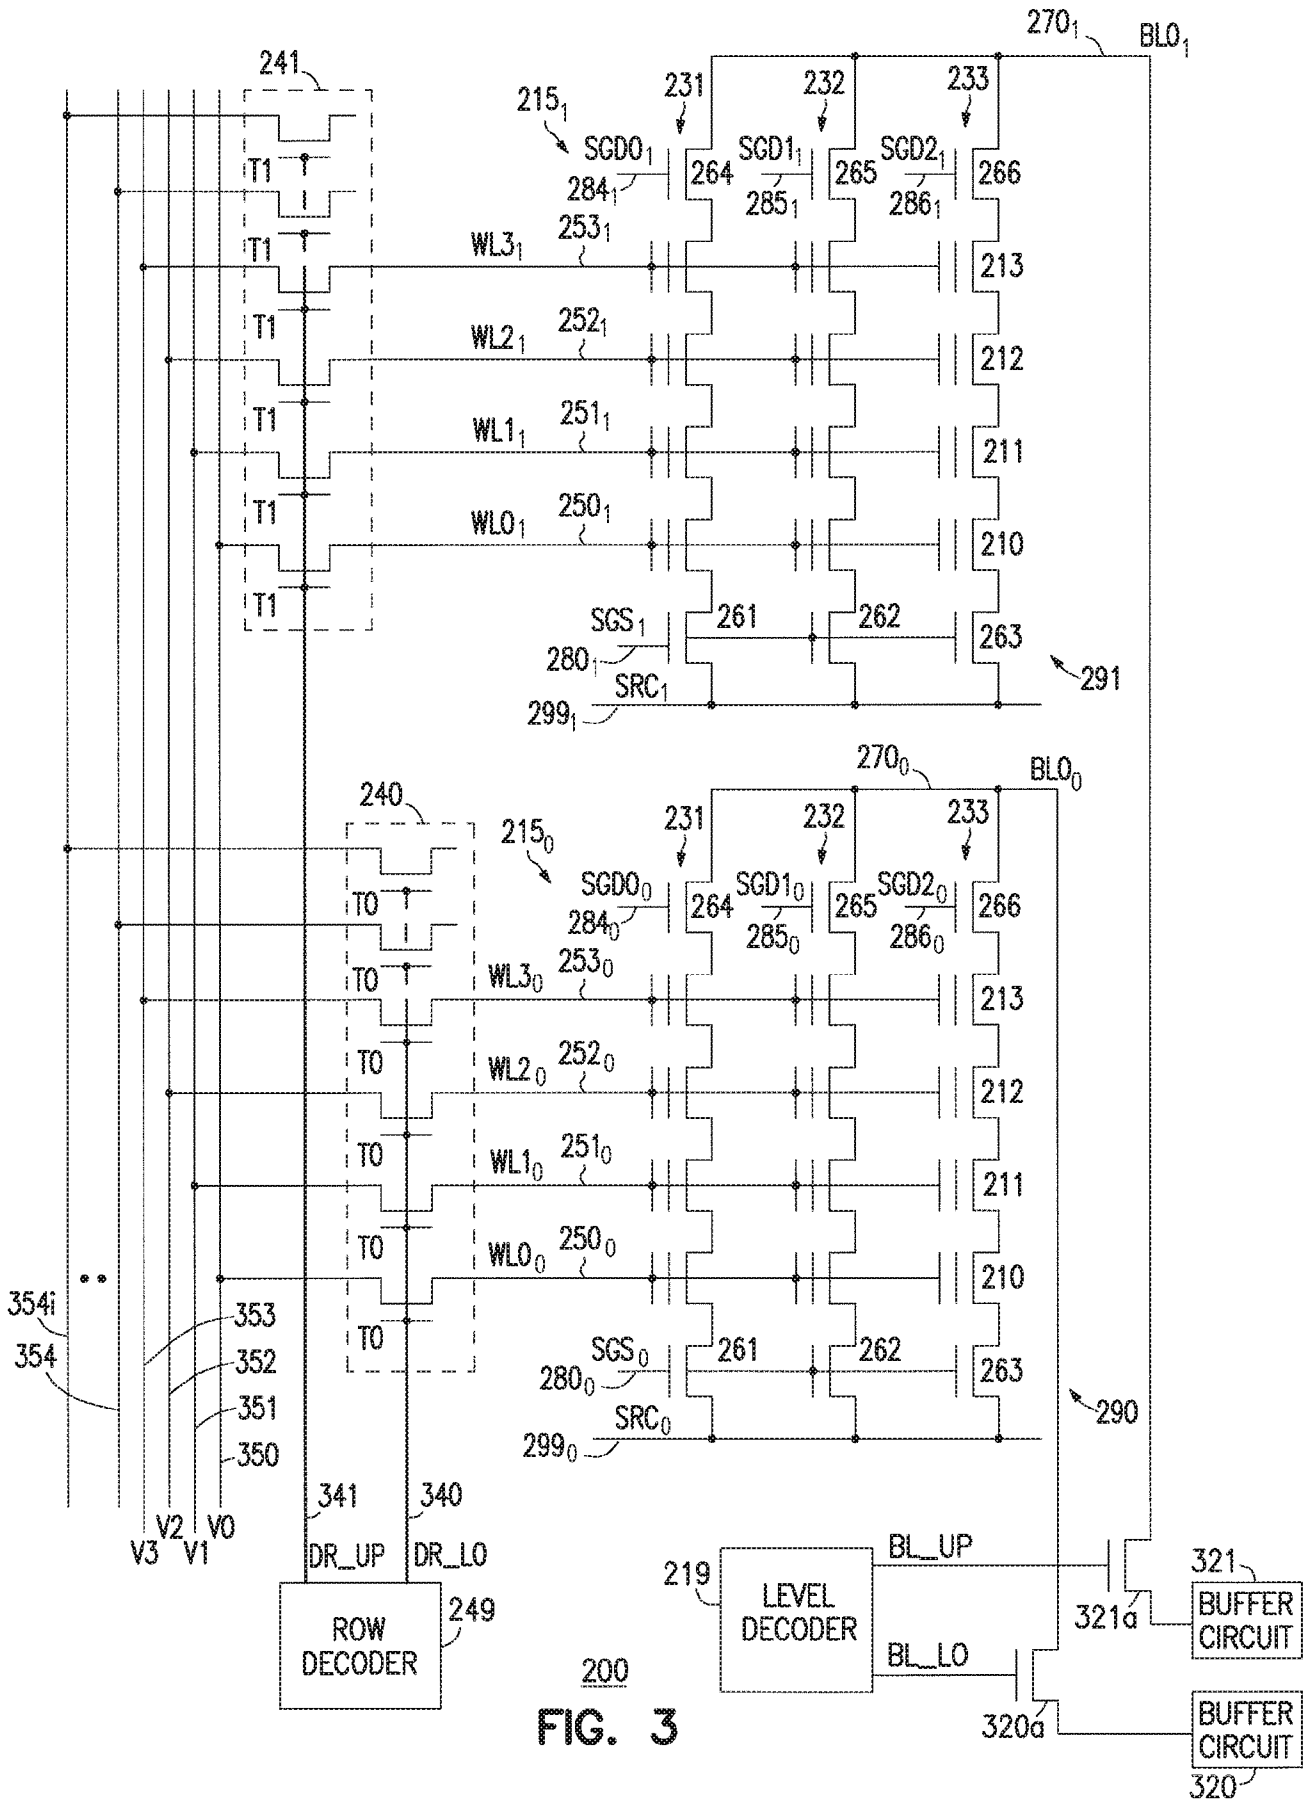 270₁ BL0₁
241
231 232 233
215₁
SGD0₁ SGD1₁ SGD2₁
T1 264 265 266
284₁ 285₁ 286₁
253₁
T1 WL3₁
213
252₁
T1 WL2₁
212
251₁
T1 WL1₁
211
250₁
T1 WL0₁
210
T1 SGS₁ 261 262 263
280₁
291
SRC₁
299₁
270₀ BL0₀
240
231 232 233
215₀
SGD0₀ SGD1₀ SGD2₀
T0 264 265 266
284₀ 285₀ 286₀
253₀
T0 WL3₀
213
252₀
T0 WL2₀
212
251₀
T0 WL1₀
211
250₀
T0 WL0₀
210
354i
353
T0 SGS₀ 261 262 263
354
352
280₀
290
351
SRC₀
299₀
350
341 340
V3 V2 V1 V0
DR_UP DR_LO
BL_UP
219
LEVEL
DECODER
321
BUFFER
CIRCUIT
321a
249
ROW
DECODER
BL_LO
320a
BUFFER
CIRCUIT
320
200
FIG. 3